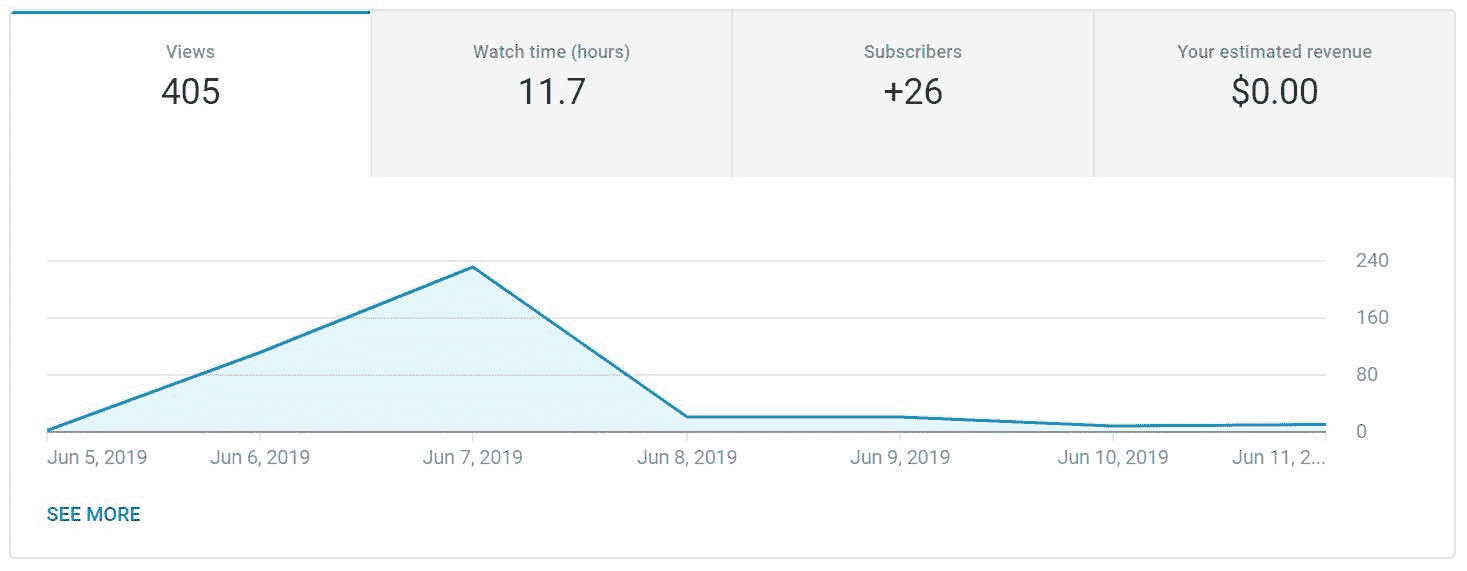 Views
405
Watch time (hours)
11.7
Subscribers
+26
Your estimated revenue
$0.00
240
160
80
0
Jun 5, 2019 Jun 6, 2019 Jun 7, 2019 Jun 8, 2019 Jun 9, 2019 Jun 10, 2019 Jun 11, 2...
SEE MORE